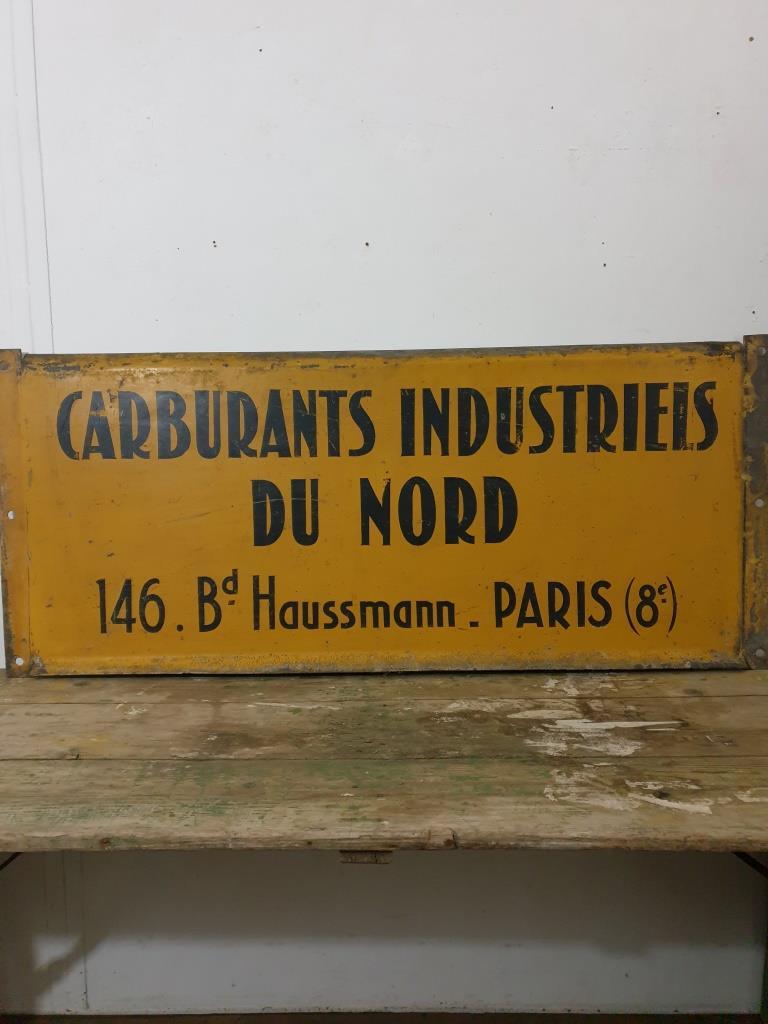 CARBURANTS INDUSTRIELS
DU NORD
146. Bd Haussmann - PARIS (8e)